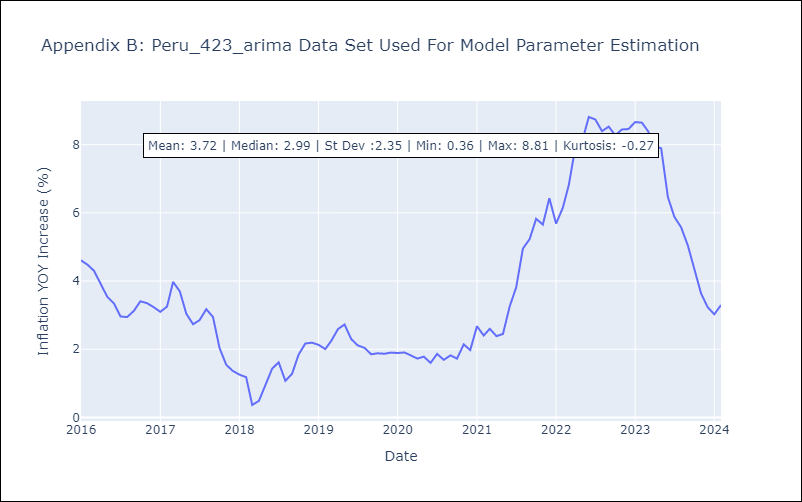 Appendix B: Peru_423_arima Data Set Used For Model Parameter Estimation
Mean: 3.72 | Median: 2.99 | St Dev :2.35 | Min: 0.36 | Max: 8.81 | Kurtosis: -0.27
Inflation YOY Increase (%)
8
6
4
2
0
2016 2017 2018 2019 2020 2021 2022 2023 2024
Date